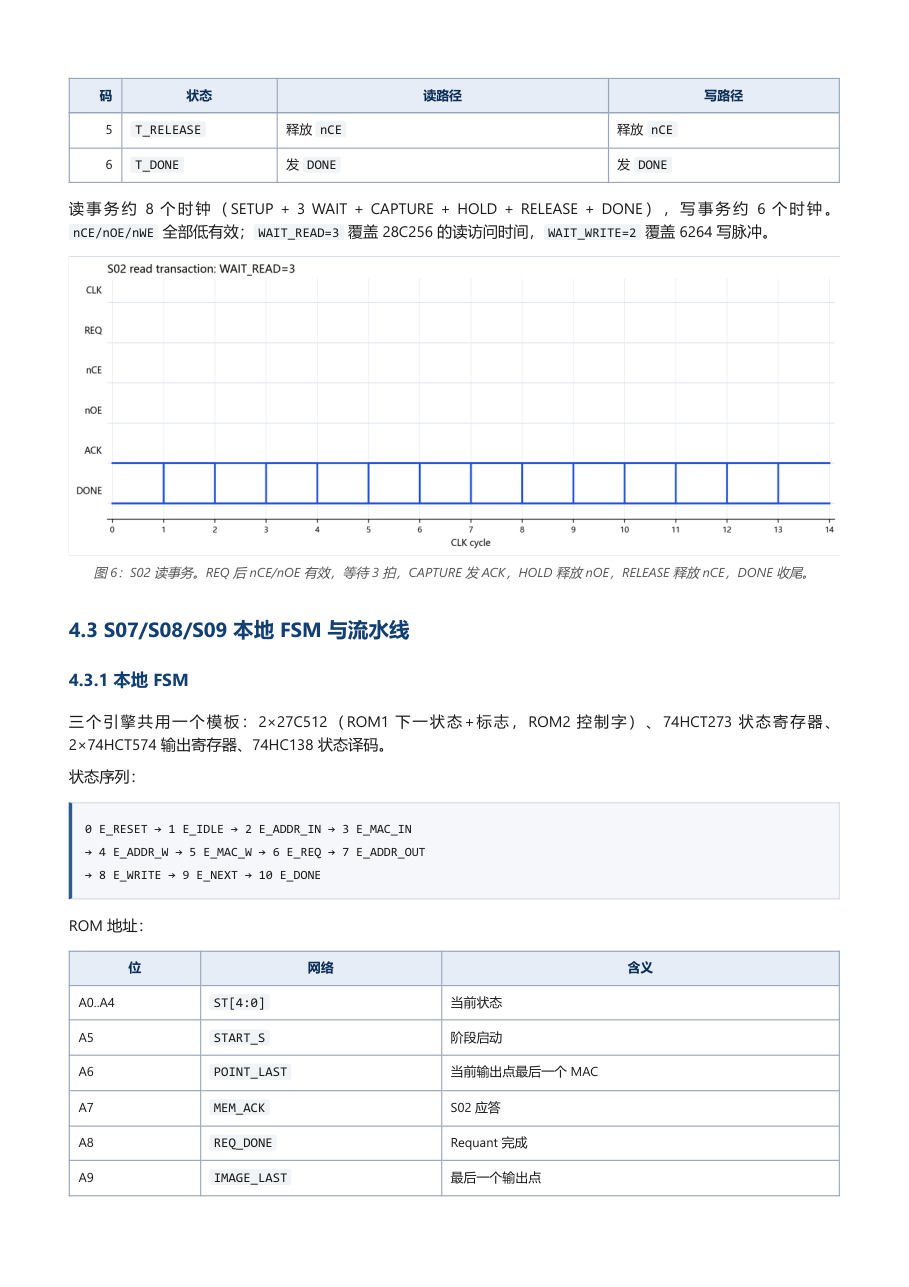 码 状态 读路径 写路径
5 T_RELEASE 释放 nCE 释放 nCE
6 T_DONE 发 DONE 发 DONE
读事务约 8 个时钟（SETUP + 3 WAIT + CAPTURE + HOLD + RELEASE + DONE），写事务约 6 个时钟。
nCE/nOE/nWE 全部低有效；WAIT_READ=3 覆盖 28C256 的读访问时间，WAIT_WRITE=2 覆盖 6264 写脉冲。
S02 read transaction: WAIT_READ=3
CLK
REQ
nCE
nOE
ACK
DONE
0 1 2 3 4 5 6 7 8 9 10 11 12 13 14
CLK cycle
图 6：S02 读事务。REQ 后 nCE/nOE 有效，等待 3 拍，CAPTURE 发 ACK，HOLD 释放 nOE，RELEASE 释放 nCE，DONE 收尾。
4.3 S07/S08/S09 本地 FSM 与流水线
4.3.1 本地 FSM
三个引擎共用一个模板：2×27C512（ROM1 下一状态+标志，ROM2 控制字）、74HCT273 状态寄存器、
2×74HCT574 输出寄存器、74HC138 状态译码。
状态序列：
0 E_RESET → 1 E_IDLE → 2 E_ADDR_IN → 3 E_MAC_IN
→ 4 E_ADDR_W → 5 E_MAC_W → 6 E_REQ → 7 E_ADDR_OUT
→ 8 E_WRITE → 9 E_NEXT → 10 E_DONE
ROM 地址：
位 网络 含义
A0..A4 ST[4:0] 当前状态
A5 START_S 阶段启动
A6 POINT_LAST 当前输出点最后一个 MAC
A7 MEM_ACK S02 应答
A8 REQ_DONE Requant 完成
A9 IMAGE_LAST 最后一个输出点